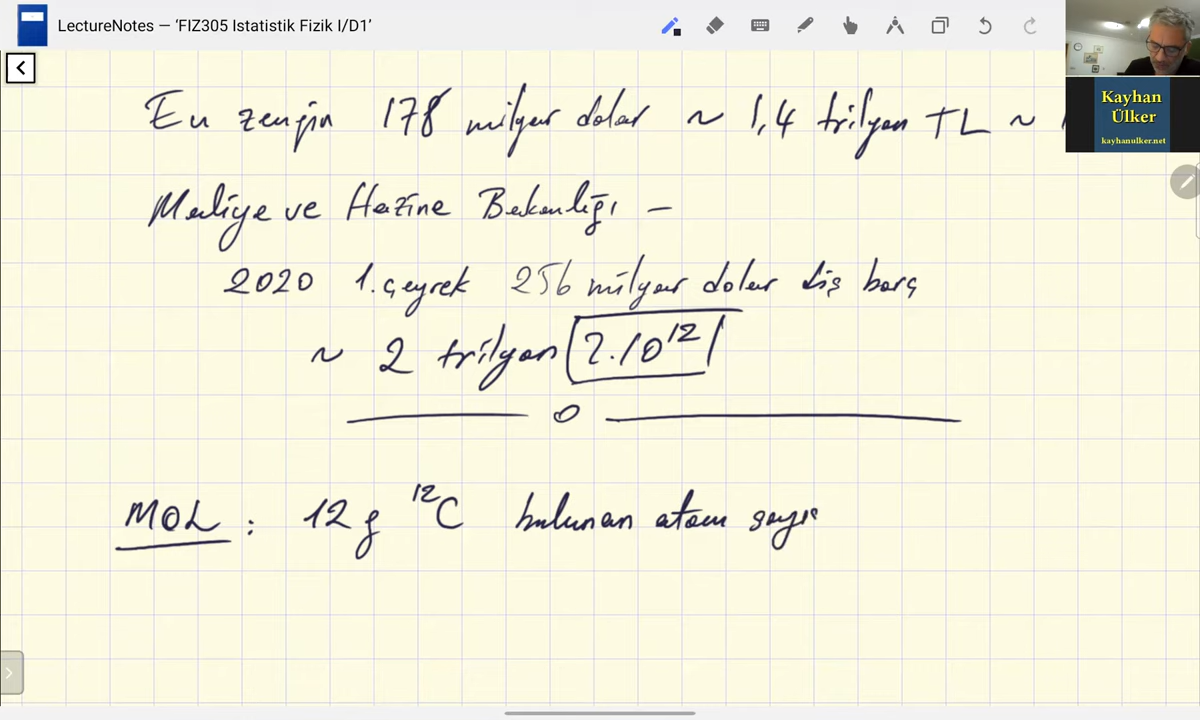 LectureNotes — ‘FIZ305 Istatistik Fizik I/D1’
Kayhan
Ülker
kayhanulker.net
En zengin 178 milyar dolar ~ 1,4 trilyon TL ~
Maliye ve Hazine Bakanlığı —
2020 1. çeyrek 256 milyar dolar dış borç
~ 2 trilyon 2.10¹²
MOL : 12 g ¹²C bulunan atom sayısı